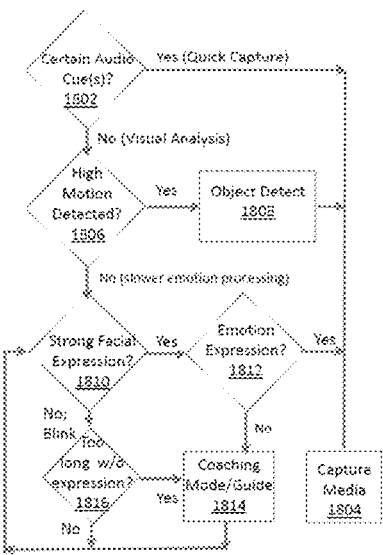 Certain Audio
Cue(s)?
1802
Yes (Quick Capture)
No (Visual Analysis)
High
Motion
Detected?
1806
Yes
Object Detect
1808
No (slower emotion processing)
Strong Facial
Expression?
1810
Yes
Emotion
Expression?
1812
Yes
No;
Blink
Too
long w/o
expression?
1816
Yes
No
No
Coaching
Mode/Guide
1814
Capture
Media
1804